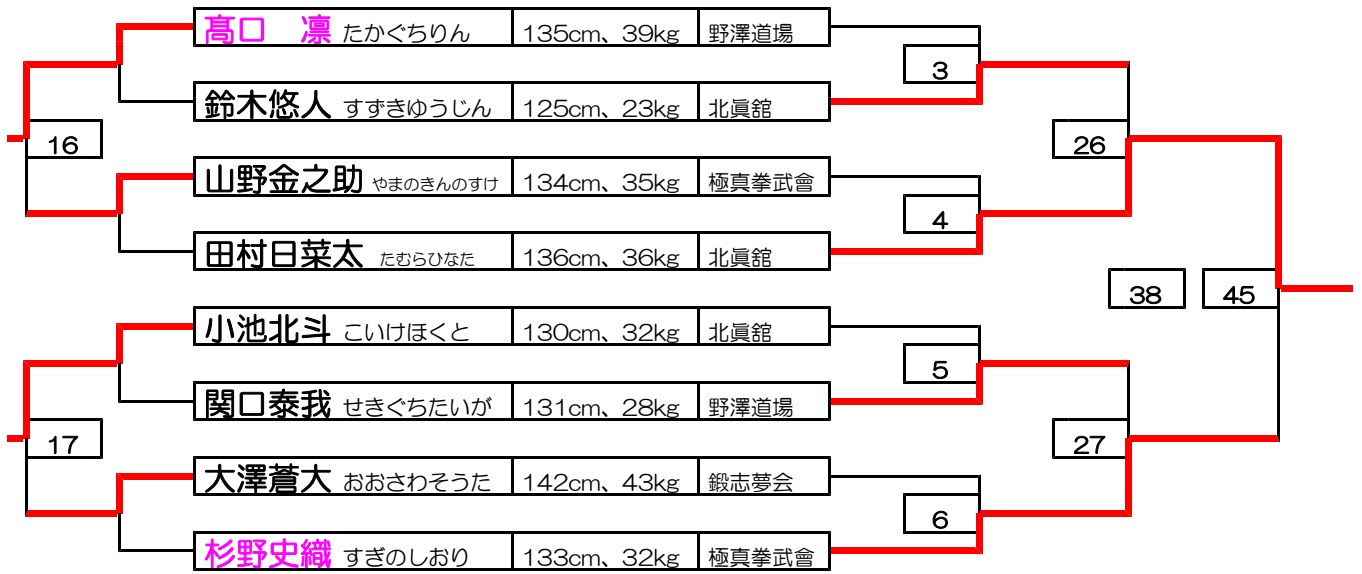 髙口　凛 たかぐちりん 135cm、39kg 野澤道場
3
鈴木悠人 すずきゆうじん 125cm、23kg 北眞舘
16
26
山野金之助 やまのきんのすけ 134cm、35kg 極真拳武會
4
田村日菜太 たむらひなた 136cm、36kg 北眞舘
38 45
小池北斗 こいけほくと 130cm、32kg 北眞舘
5
関口泰我 せきぐちたいが 131cm、28kg 野澤道場
17
27
大澤蒼大 おおさわそうた 142cm、43kg 鍛志夢会
6
杉野史織 すぎのしおり 133cm、32kg 極真拳武會